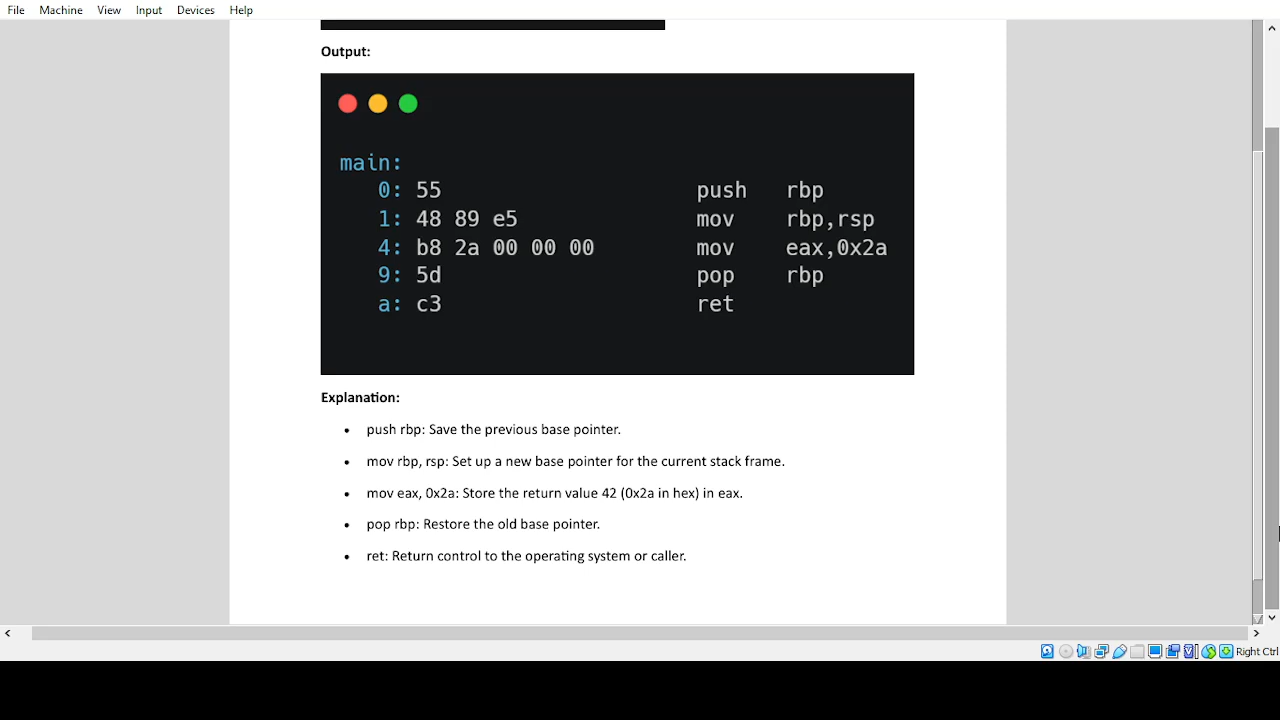 File Machine View Input Devices Help
Output:
main:
0: 55 push rbp
1: 48 89 e5 mov rbp,rsp
4: b8 2a 00 00 00 mov eax,0x2a
9: 5d pop rbp
a: c3 ret
Explanation:
• push rbp: Save the previous base pointer.
• mov rbp, rsp: Set up a new base pointer for the current stack frame.
• mov eax, 0x2a: Store the return value 42 (0x2a in hex) in eax.
• pop rbp: Restore the old base pointer.
• ret: Return control to the operating system or caller.
Right Ctrl